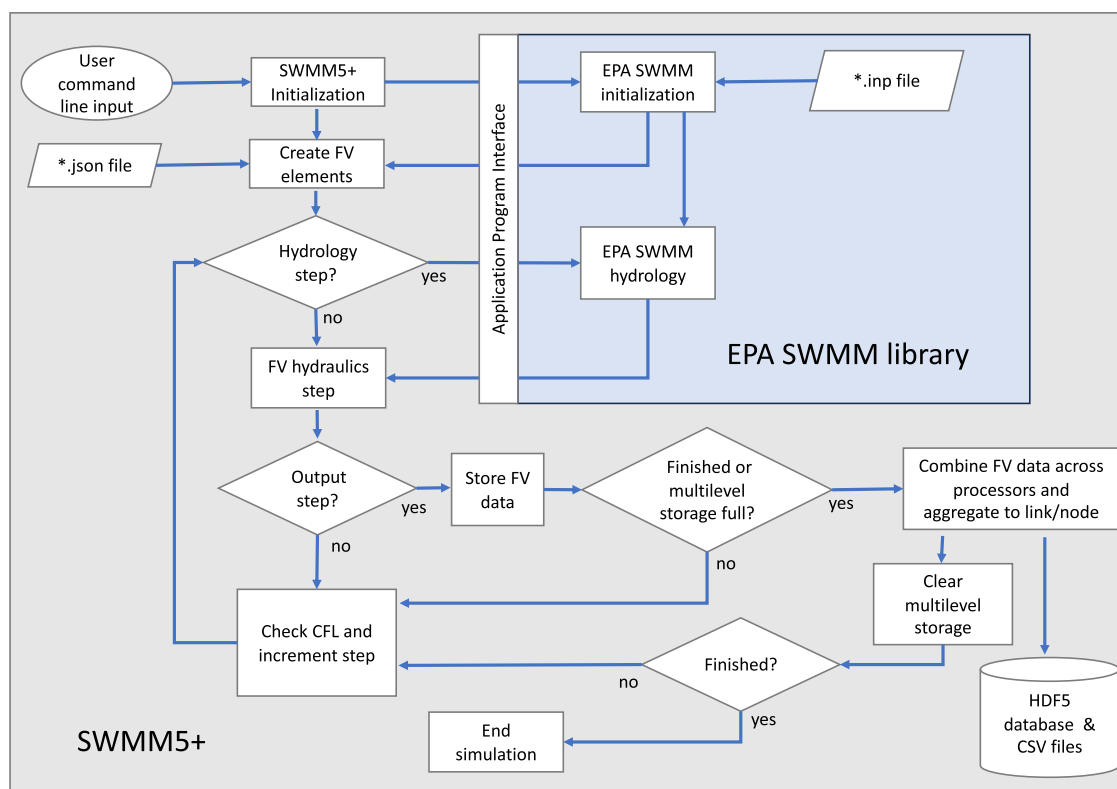 User
command
line input
SWMM5+
Initialization
EPA SWMM
initialization
*.inp file
*.json file
Create FV
elements
Application Program Interface
Hydrology
step?
yes
no
EPA SWMM
hydrology
EPA SWMM library
FV hydraulics
step
Output
step?
yes
no
Store FV
data
Finished or
multilevel
storage full?
yes
no
Combine FV data across
processors and
aggregate to link/node
Clear
multilevel
storage
Check CFL and
increment step
Finished?
no
yes
HDF5
database &
CSV files
End
simulation
SWMM5+